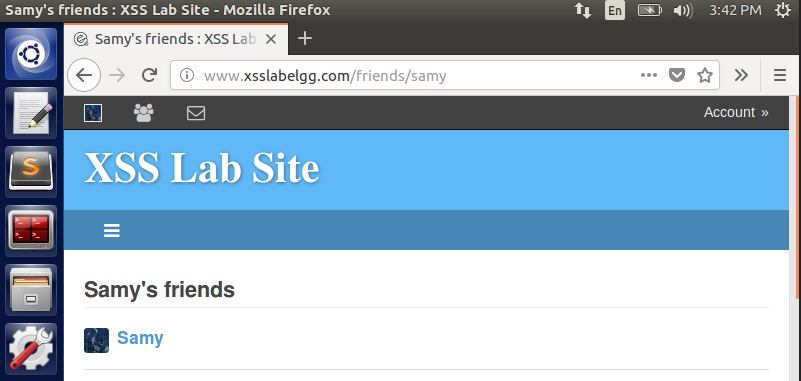 Samy's friends : XSS Lab Site - Mozilla Firefox
En
3:42 PM
Samy's friends : XSS Lab
www.xsslabelgg.com/friends/samy
Account »
XSS Lab Site
Samy's friends
Samy